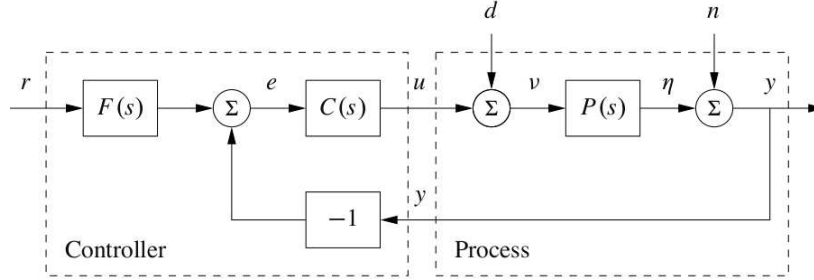 d
n
r
F(s)
Σ
e
C(s)
u
Σ
ν
P(s)
η
Σ
y
−1
y
Controller
Process